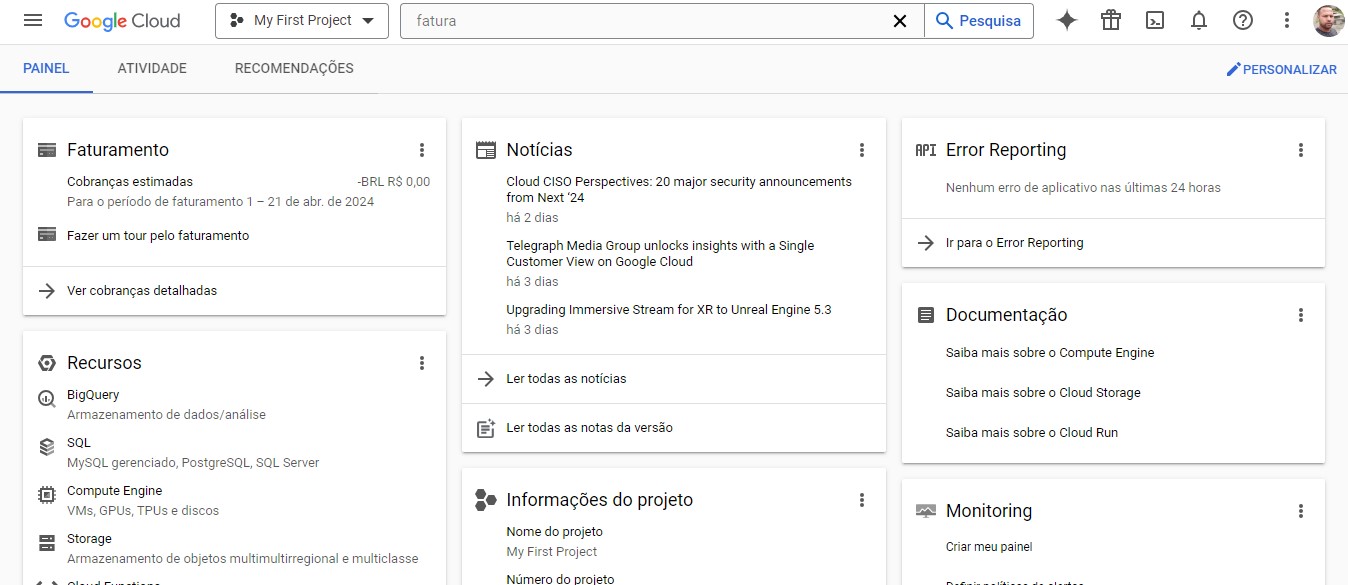 Google Cloud
My First Project
fatura
Pesquisa
PAINEL
ATIVIDADE
RECOMENDAÇÕES
PERSONALIZAR
Faturamento
Cobranças estimadas
-BRL R$ 0,00
Para o período de faturamento 1 – 21 de abr. de 2024
Fazer um tour pelo faturamento
Ver cobranças detalhadas
Recursos
BigQuery
Armazenamento de dados/análise
SQL
MySQL gerenciado, PostgreSQL, SQL Server
Compute Engine
VMs, GPUs, TPUs e discos
Storage
Armazenamento de objetos multimultirregional e multiclasse
Cloud Functions
Notícias
Cloud CISO Perspectives: 20 major security announcements
from Next ‘24
há 2 dias
Telegraph Media Group unlocks insights with a Single
Customer View on Google Cloud
há 3 dias
Upgrading Immersive Stream for XR to Unreal Engine 5.3
há 3 dias
Ler todas as notícias
Ler todas as notas da versão
Informações do projeto
Nome do projeto
My First Project
Número do projeto
API Error Reporting
Nenhum erro de aplicativo nas últimas 24 horas
Ir para o Error Reporting
Documentação
Saiba mais sobre o Compute Engine
Saiba mais sobre o Cloud Storage
Saiba mais sobre o Cloud Run
Monitoring
Criar meu painel
Definir políticas de alertas